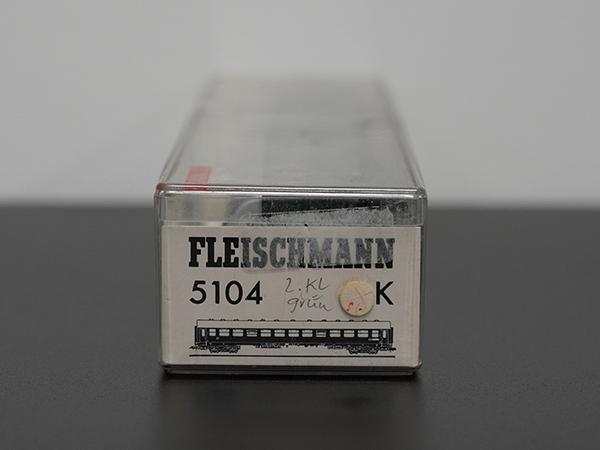 FLEISCHMANN
5104 2. KL K
grün